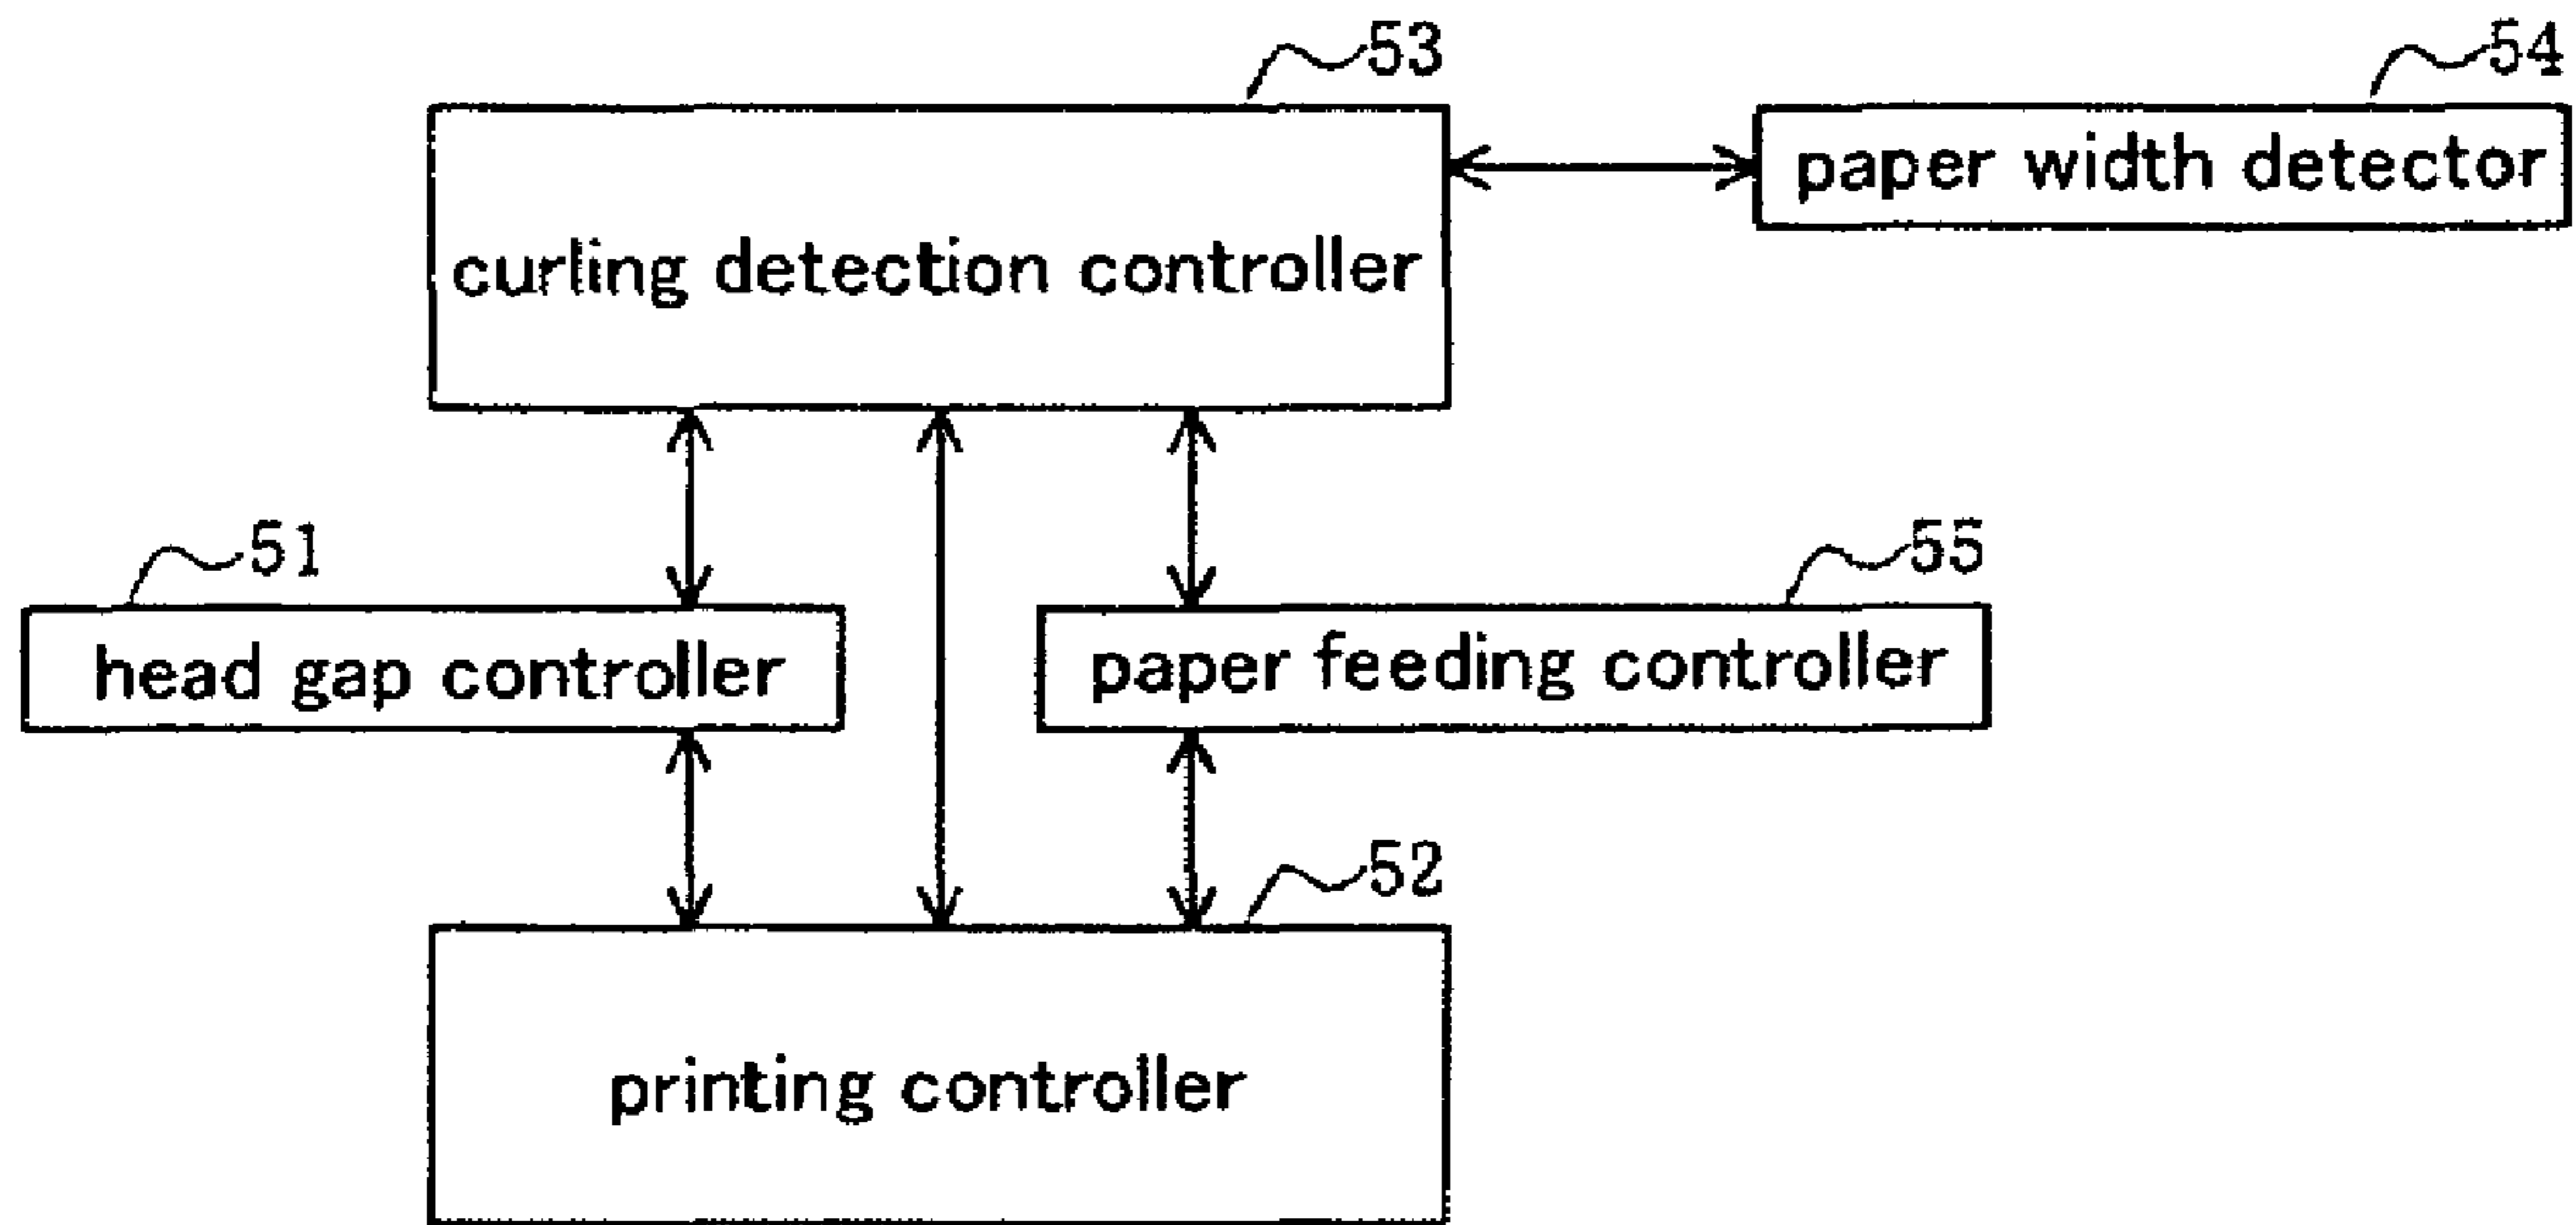 53
54
curling detection controller
paper width detector
51
55
head gap controller
paper feeding controller
52
printing controller